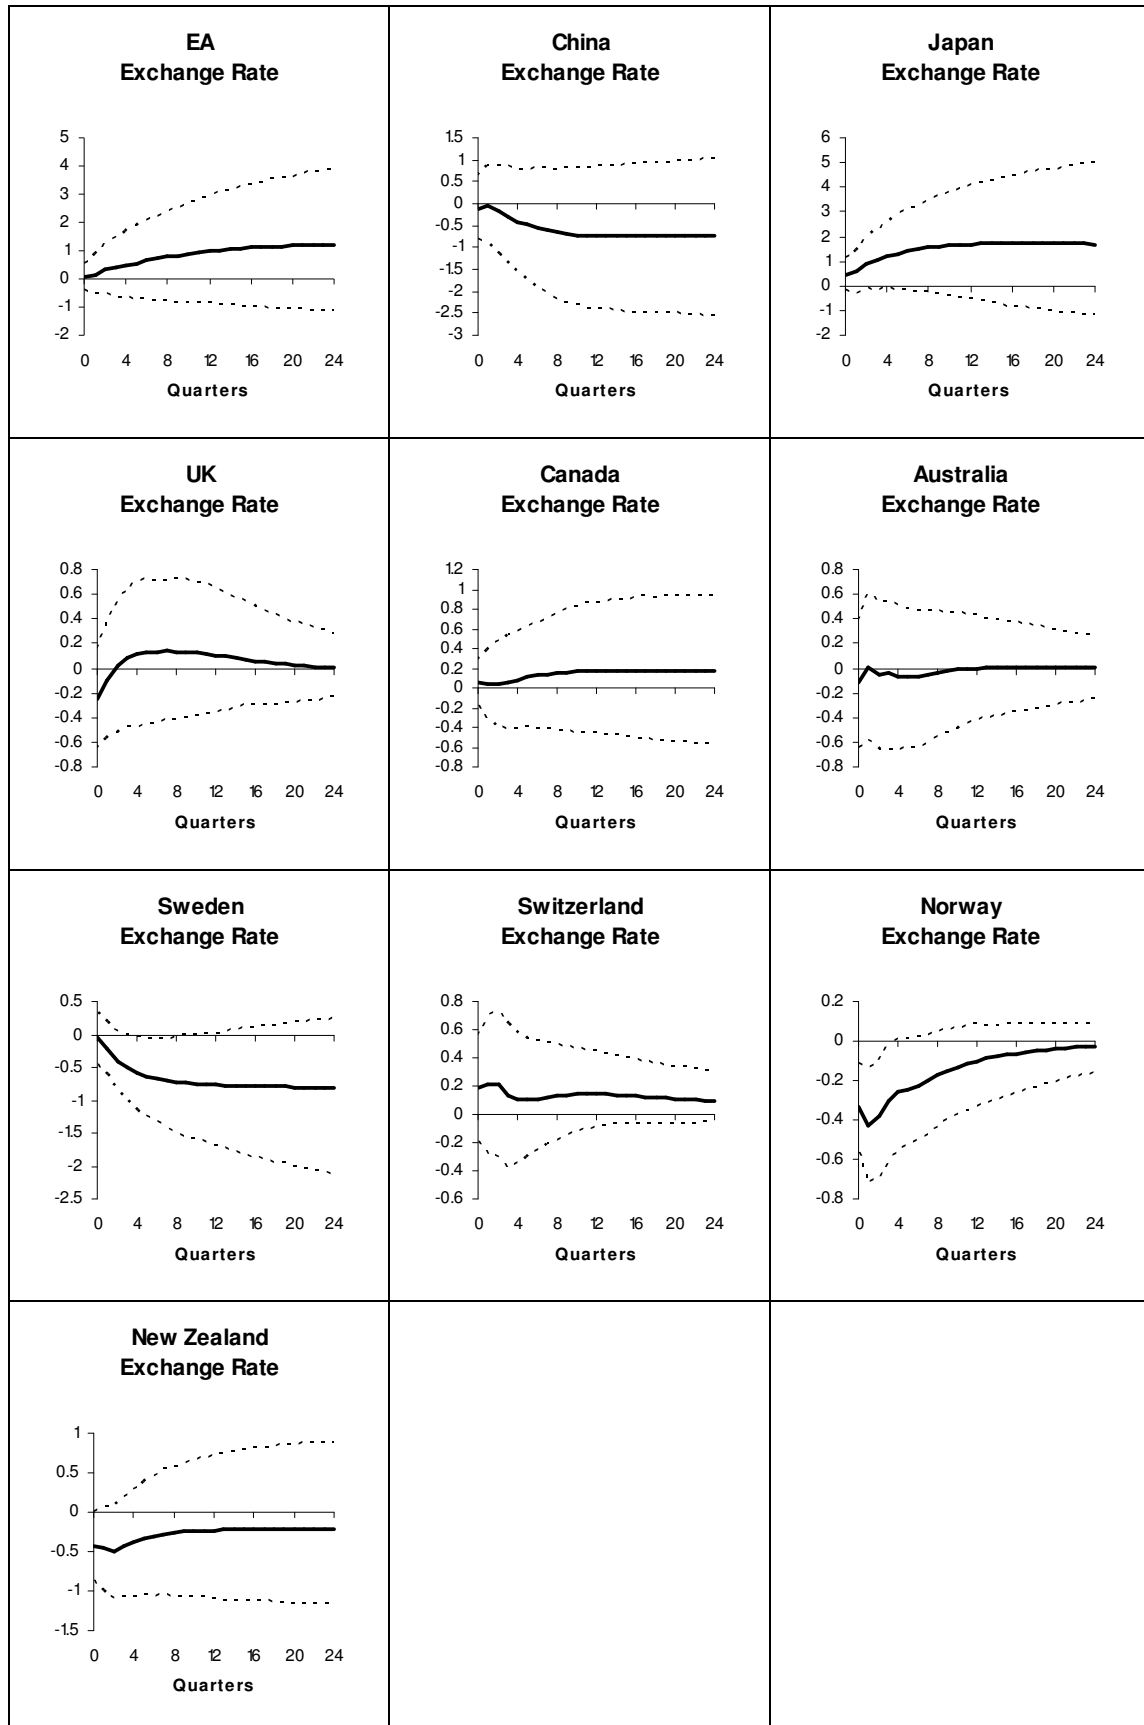 EA
Exchange Rate
5
4
3
2
1
0
-1
-2
0 4 8 12 16 20 24
Quarters
China
Exchange Rate
1.5
1
0.5
0
-0.5
-1
-1.5
-2
-2.5
-3
0 4 8 12 16 20 24
Quarters
Japan
Exchange Rate
6
5
4
3
2
1
0
-1
-2
0 4 8 12 16 20 24
Quarters
UK
Exchange Rate
0.8
0.6
0.4
0.2
0
-0.2
-0.4
-0.6
-0.8
0 4 8 12 16 20 24
Quarters
Canada
Exchange Rate
1.2
1
0.8
0.6
0.4
0.2
0
-0.2
-0.4
-0.6
-0.8
0 4 8 12 16 20 24
Quarters
Australia
Exchange Rate
0.8
0.6
0.4
0.2
0
-0.2
-0.4
-0.6
-0.8
0 4 8 12 16 20 24
Quarters
Sweden
Exchange Rate
0.5
0
-0.5
-1
-1.5
-2
-2.5
0 4 8 12 16 20 24
Quarters
Switzerland
Exchange Rate
0.8
0.6
0.4
0.2
0
-0.2
-0.4
-0.6
0 4 8 12 16 20 24
Quarters
Norway
Exchange Rate
0.2
0
-0.2
-0.4
-0.6
-0.8
0 4 8 12 16 20 24
Quarters
New Zealand
Exchange Rate
1
0.5
0
-0.5
-1
-1.5
0 4 8 12 16 20 24
Quarters